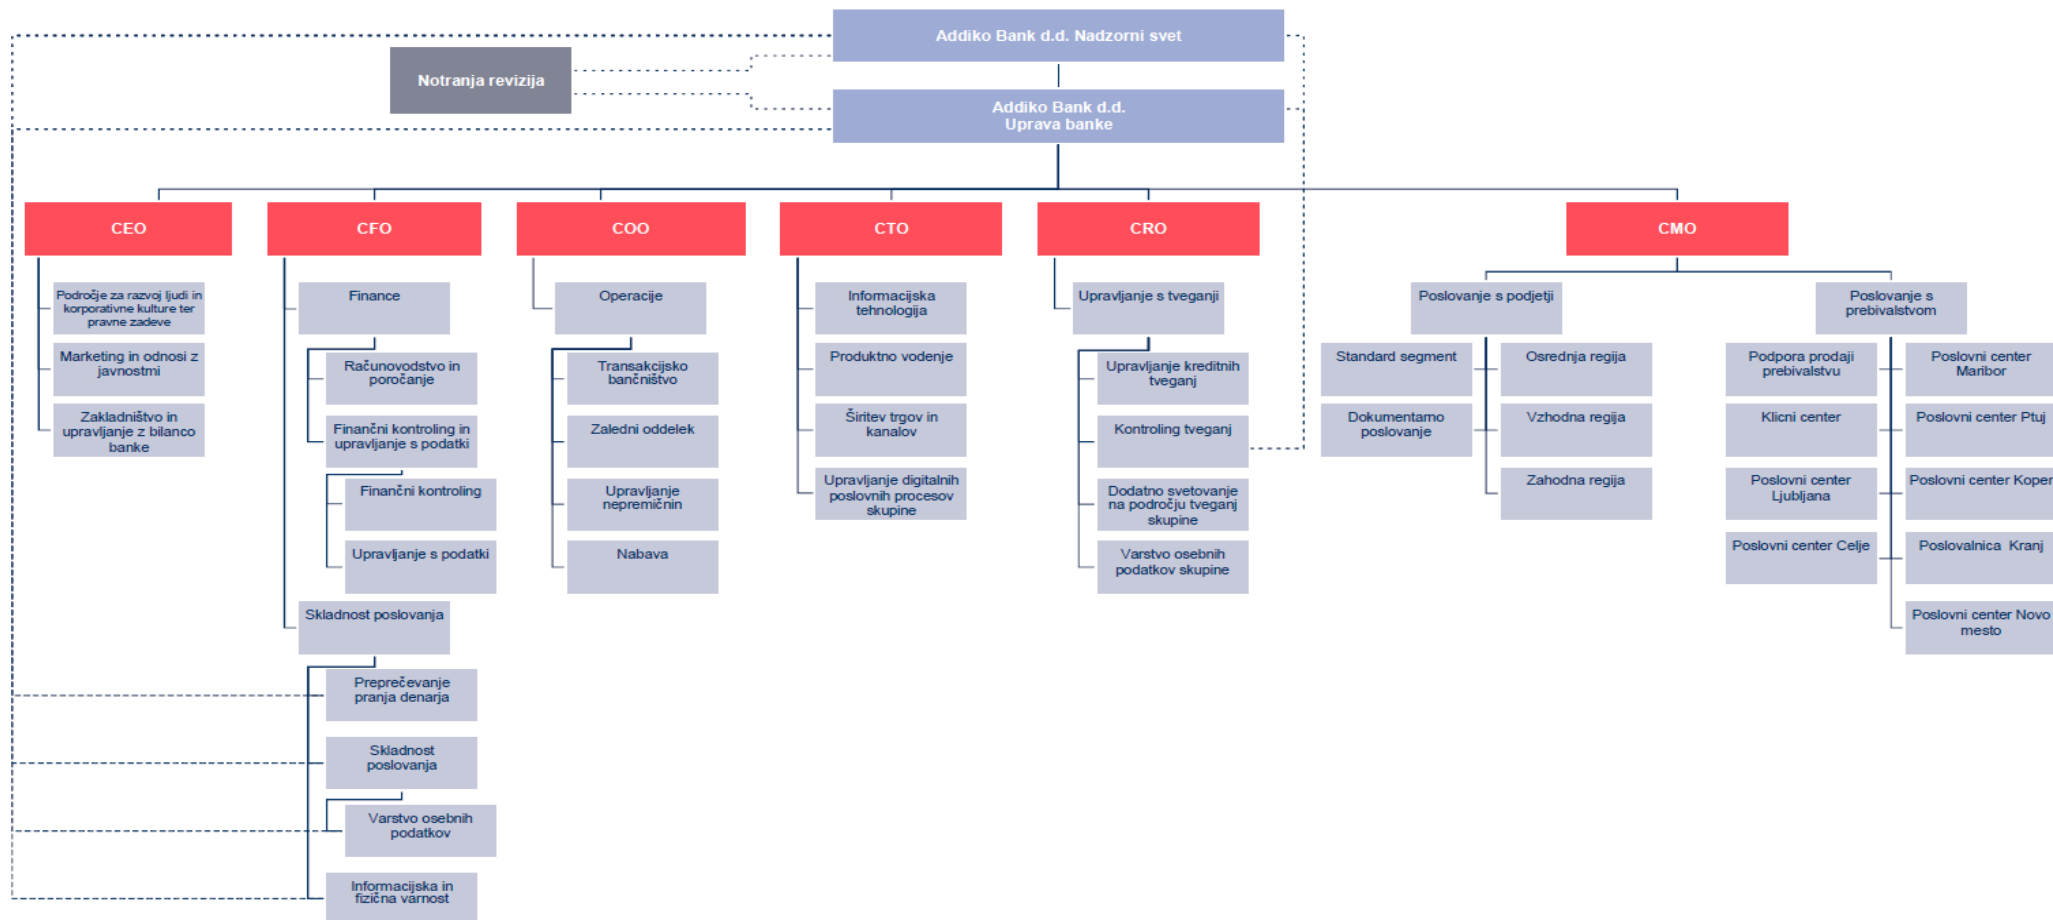 Addiko Bank d.d. Nadzorni svet
Notranja revizija
Addiko Bank d.d.
Uprava banke
CEO
CFO
COO
CTO
CRO
CMO
Področje za razvoj ljudi in
korporativne kulture ter
pravne zadeve
Marketing in odnosi z
javnostmi
Zakladništvo in
upravljanje z bilanco
banke
Finance
Računovodstvo in
poročanje
Finančni kontroling in
upravljanje s podatki
Finančni kontroling
Upravljanje s podatki
Skladnost poslovanja
Preprečevanje
pranja denarja
Skladnost
poslovanja
Varstvo osebnih
podatkov
Informacijska in
fizična varnost
Operacije
Transakcijsko
bančništvo
Zaledni oddelek
Upravljanje
nepremičnin
Nabava
Informacijska
tehnologija
Produktno vodenje
Širitev trgov in
kanalov
Upravljanje digitalnih
poslovnih procesov
skupine
Upravljanje s tveganji
Upravljanje kreditnih
tveganj
Kontroling tveganj
Dodatno svetovanje
na področju tveganj
skupine
Varstvo osebnih
podatkov skupine
Poslovanje s podjetji
Standard segment
Dokumentarno
poslovanje
Osrednja regija
Vzhodna regija
Zahodna regija
Poslovanje s
prebivalstvom
Podpora prodaji
prebivalstvu
Klicni center
Poslovni center
Ljubljana
Poslovni center Celje
Poslovni center
Maribor
Poslovni center Ptuj
Poslovni center Koper
Poslovalnica Kranj
Poslovni center Novo
mesto